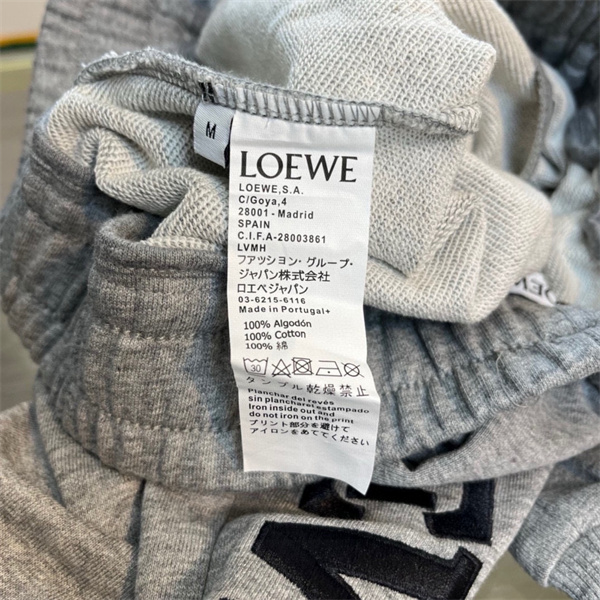 M
LOEWE
LOEWE,S.A.
C/Goya,4
28001 - Madrid
SPAIN
C.I.F.A-28003861
LVMH
ファッション・グループ・
ジャパン株式会社
ロエベジャパン
03-6215-6116
Made in Portugal+
100% Algodón
100% Cotton
100% 綿
30
タンブル乾燥禁止
Planchar del revés
sin planchar el estampado
Iron inside out and
do not iron on the print
プリント部分を避けて
アイロンをあててください